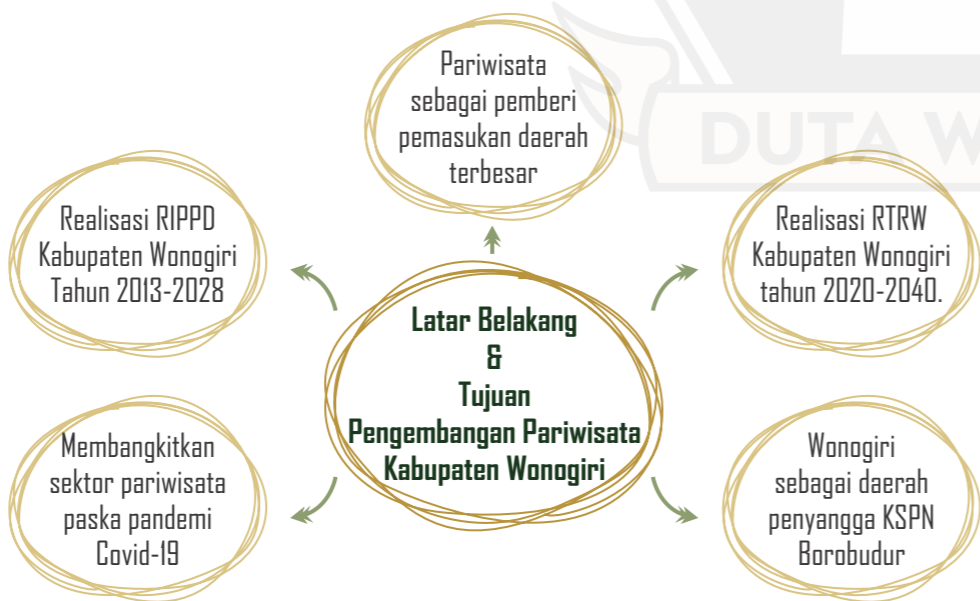 Pariwisata
sebagai pemberi
pemasukan daerah
terbesar
DUTA W
Realisasi RIPPD
Kabupaten Wonogiri
Tahun 2013-2028
Realisasi RTRW
Kabupaten Wonogiri
tahun 2020-2040.
Latar Belakang
&
Tujuan
Pengembangan Pariwisata
Kabupaten Wonogiri
Membangkitkan
sektor pariwisata
paska pandemi
Covid-19
Wonogiri
sebagai daerah
penyangga KSPN
Borobudur